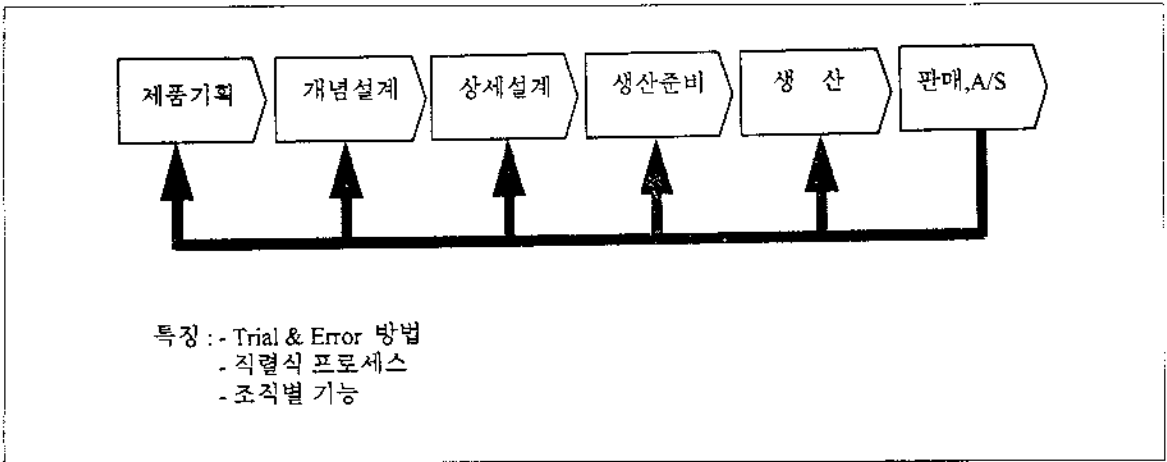 제품기획
개념설계
상세설계
생산준비
생 산
판매,A/S
특징 : - Trial & Error 방법
- 직렬식 프로세스
- 조직별 기능